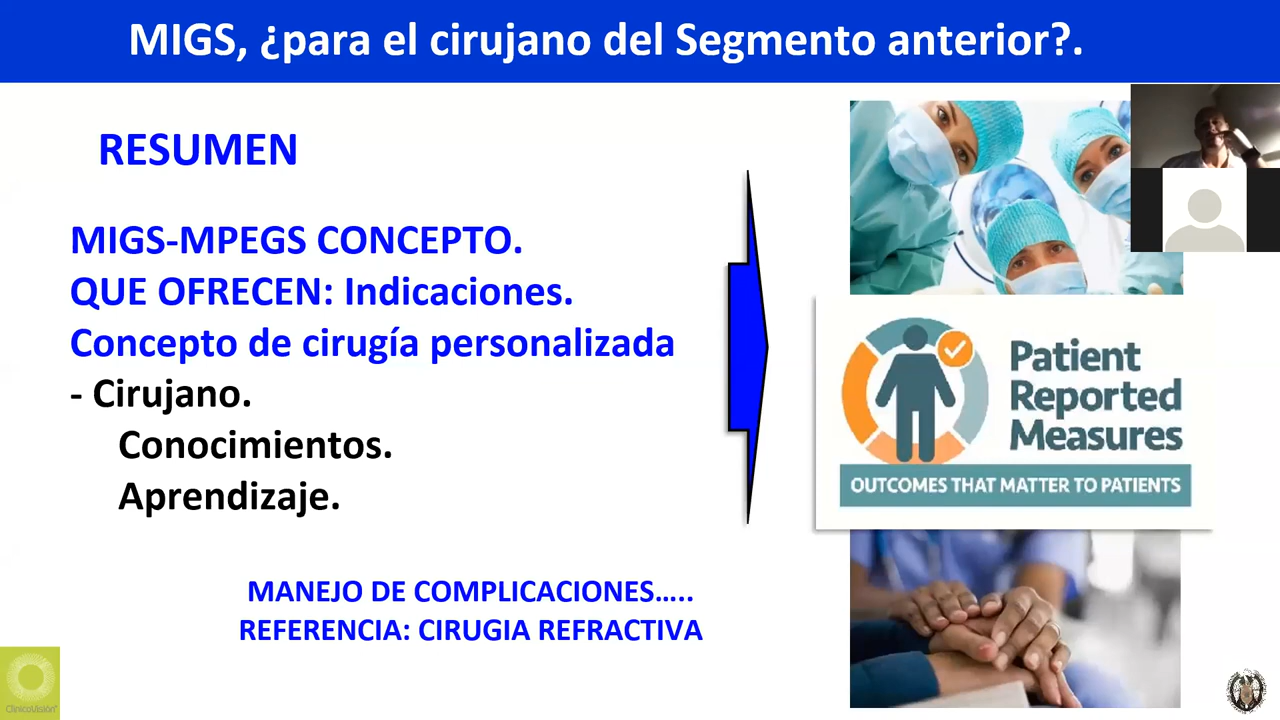 MIGS, ¿para el cirujano del Segmento anterior?.
RESUMEN
MIGS-MPEGS CONCEPTO.
QUE OFRECEN: Indicaciones.
Concepto de cirugía personalizada
- Cirujano.
Conocimientos.
Aprendizaje.
MANEJO DE COMPLICACIONES.....
REFERENCIA: CIRUGIA REFRACTIVA
Patient
Reported
Measures
OUTCOMES THAT MATTER TO PATIENTS
ClinicoVisión